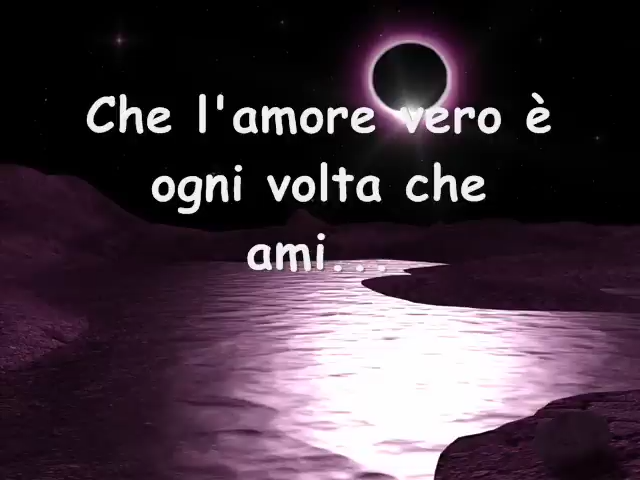 Che l'amore vero è
ogni volta che
ami...